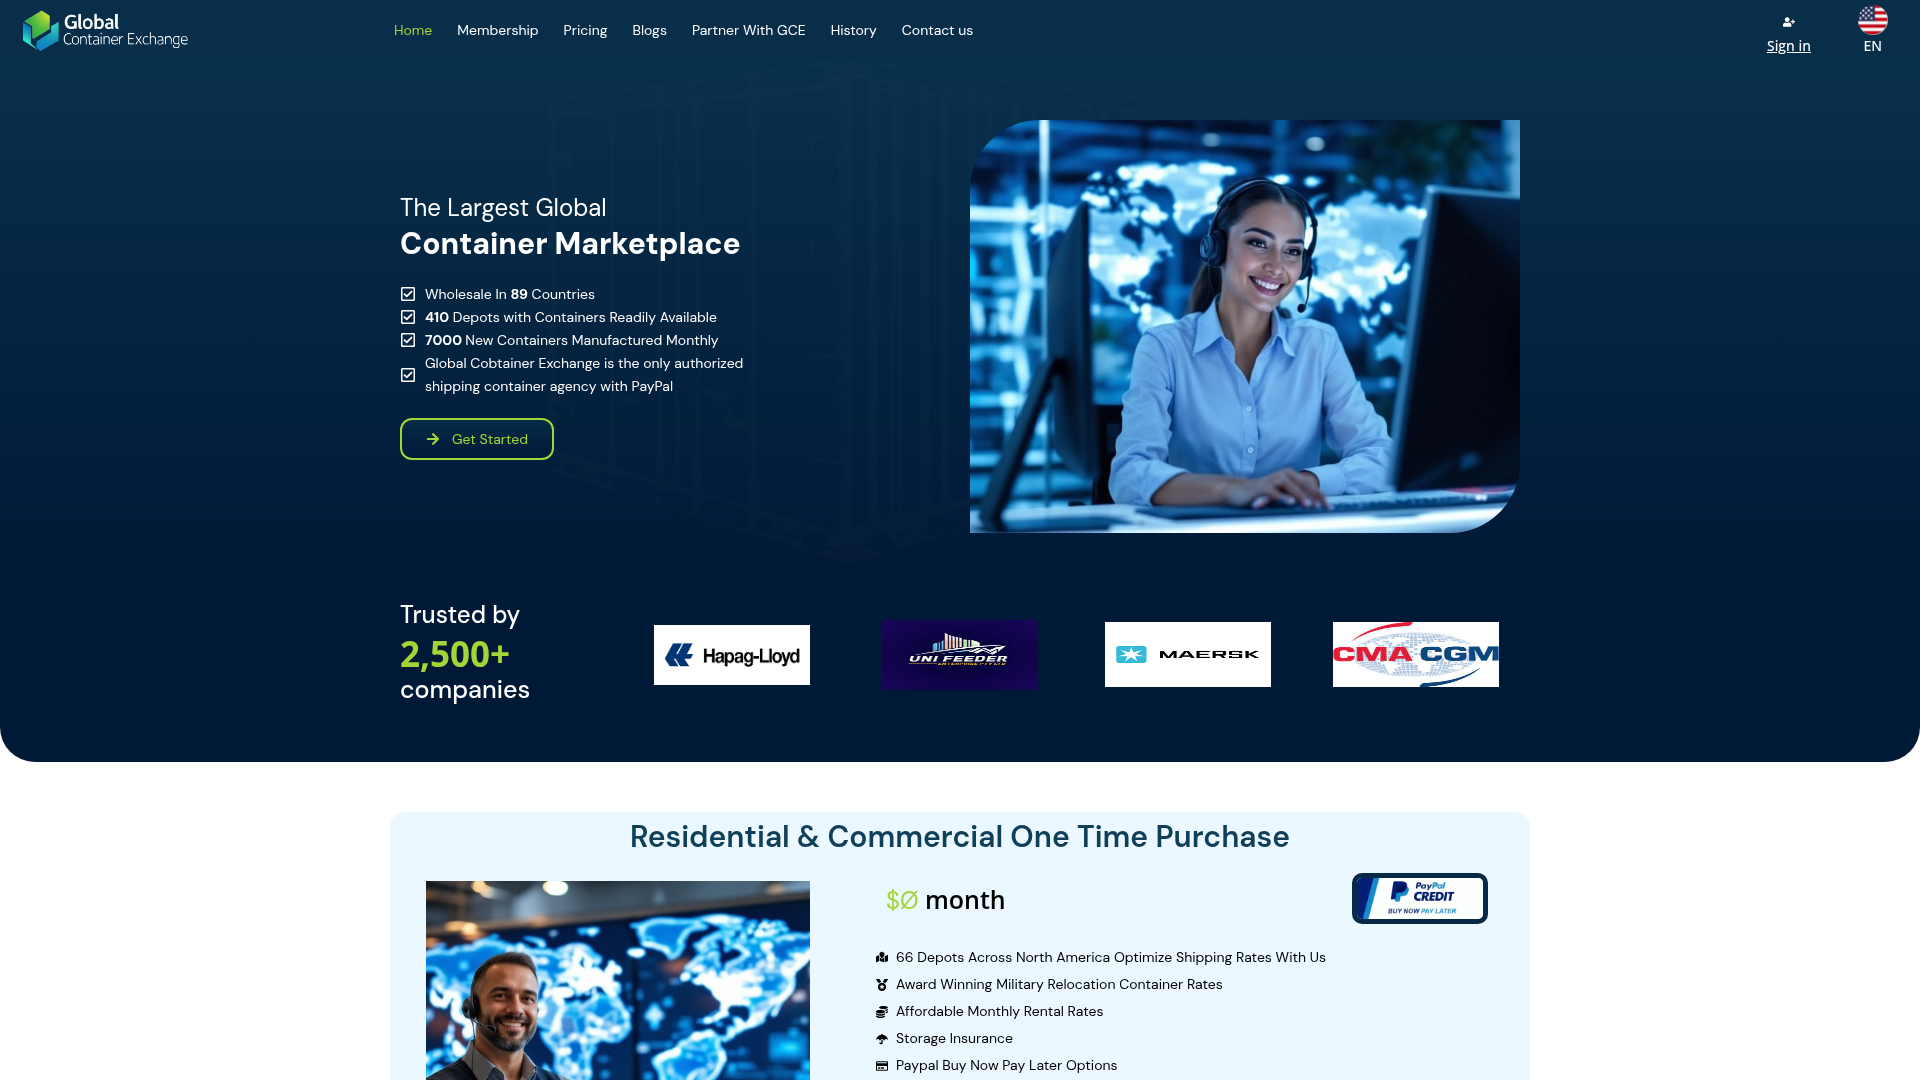 Global
Container Exchange
Home
Membership
Pricing
Blogs
Partner With GCE
History
Contact us
Sign in
EN
The Largest Global
Container Marketplace
Wholesale In 89 Countries
410 Depots with Containers Readily Available
7000 New Containers Manufactured Monthly
Global Cobtainer Exchange is the only authorized
shipping container agency with PayPal
Get Started
Trusted by
2,500+
companies
Hapag-Lloyd
UNI FEEDER
MAERSK
CMA CGM
Residential & Commercial One Time Purchase
$0 month
PayPal
CREDIT
BUY NOW PAY LATER
66 Depots Across North America Optimize Shipping Rates With Us
Award Winning Military Relocation Container Rates
Affordable Monthly Rental Rates
Storage Insurance
Paypal Buy Now Pay Later Options